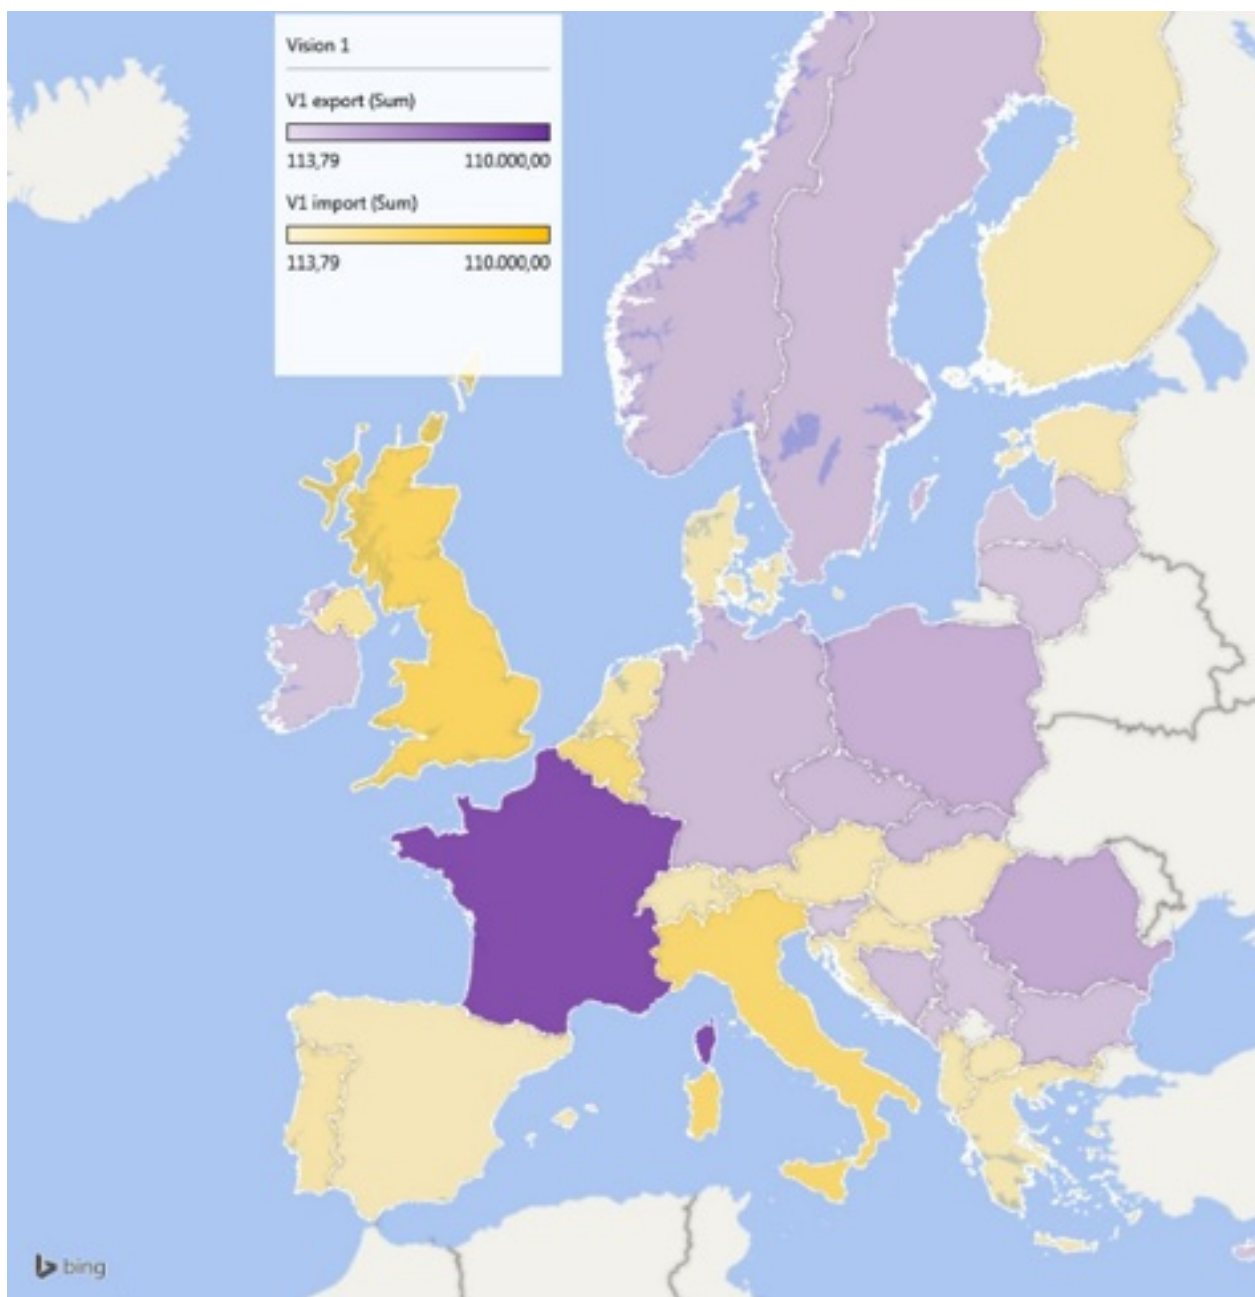 Vision 1
V1 export (Sum)
113,79 110.000,00
V1 import (Sum)
113,79 110.000,00
bing